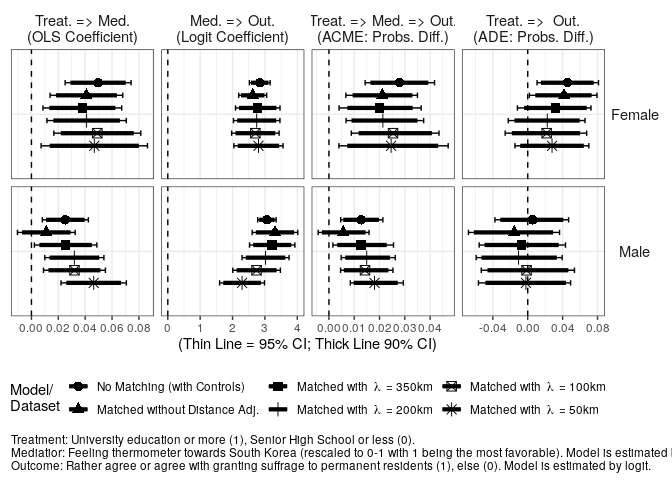 Treat. => Med.
(OLS Coefficient)
Med. => Out.
(Logit Coefficient)
Treat. => Med. => Out.
(ACME: Probs. Diff.)
Treat. => Out.
(ADE: Probs. Diff.)
Female
Male
0.00 0.02 0.04 0.06 0.08
0 1 2 3 4
0.00 0.01 0.02 0.03 0.04
-0.04 0.00 0.04 0.08
(Thin Line = 95% CI; Thick Line 90% CI)
Model/
Dataset
No Matching (with Controls)
Matched without Distance Adj.
Matched with λ = 350km
Matched with λ = 200km
Matched with λ = 100km
Matched with λ = 50km
Treatment: University education or more (1), Senior High School or less (0).
Mediatior: Feeling thermometer towards South Korea (rescaled to 0-1 with 1 being the most favorable). Model is estimated
Outcome: Rather agree or agree with granting suffrage to permanent residents (1), else (0). Model is estimated by logit.